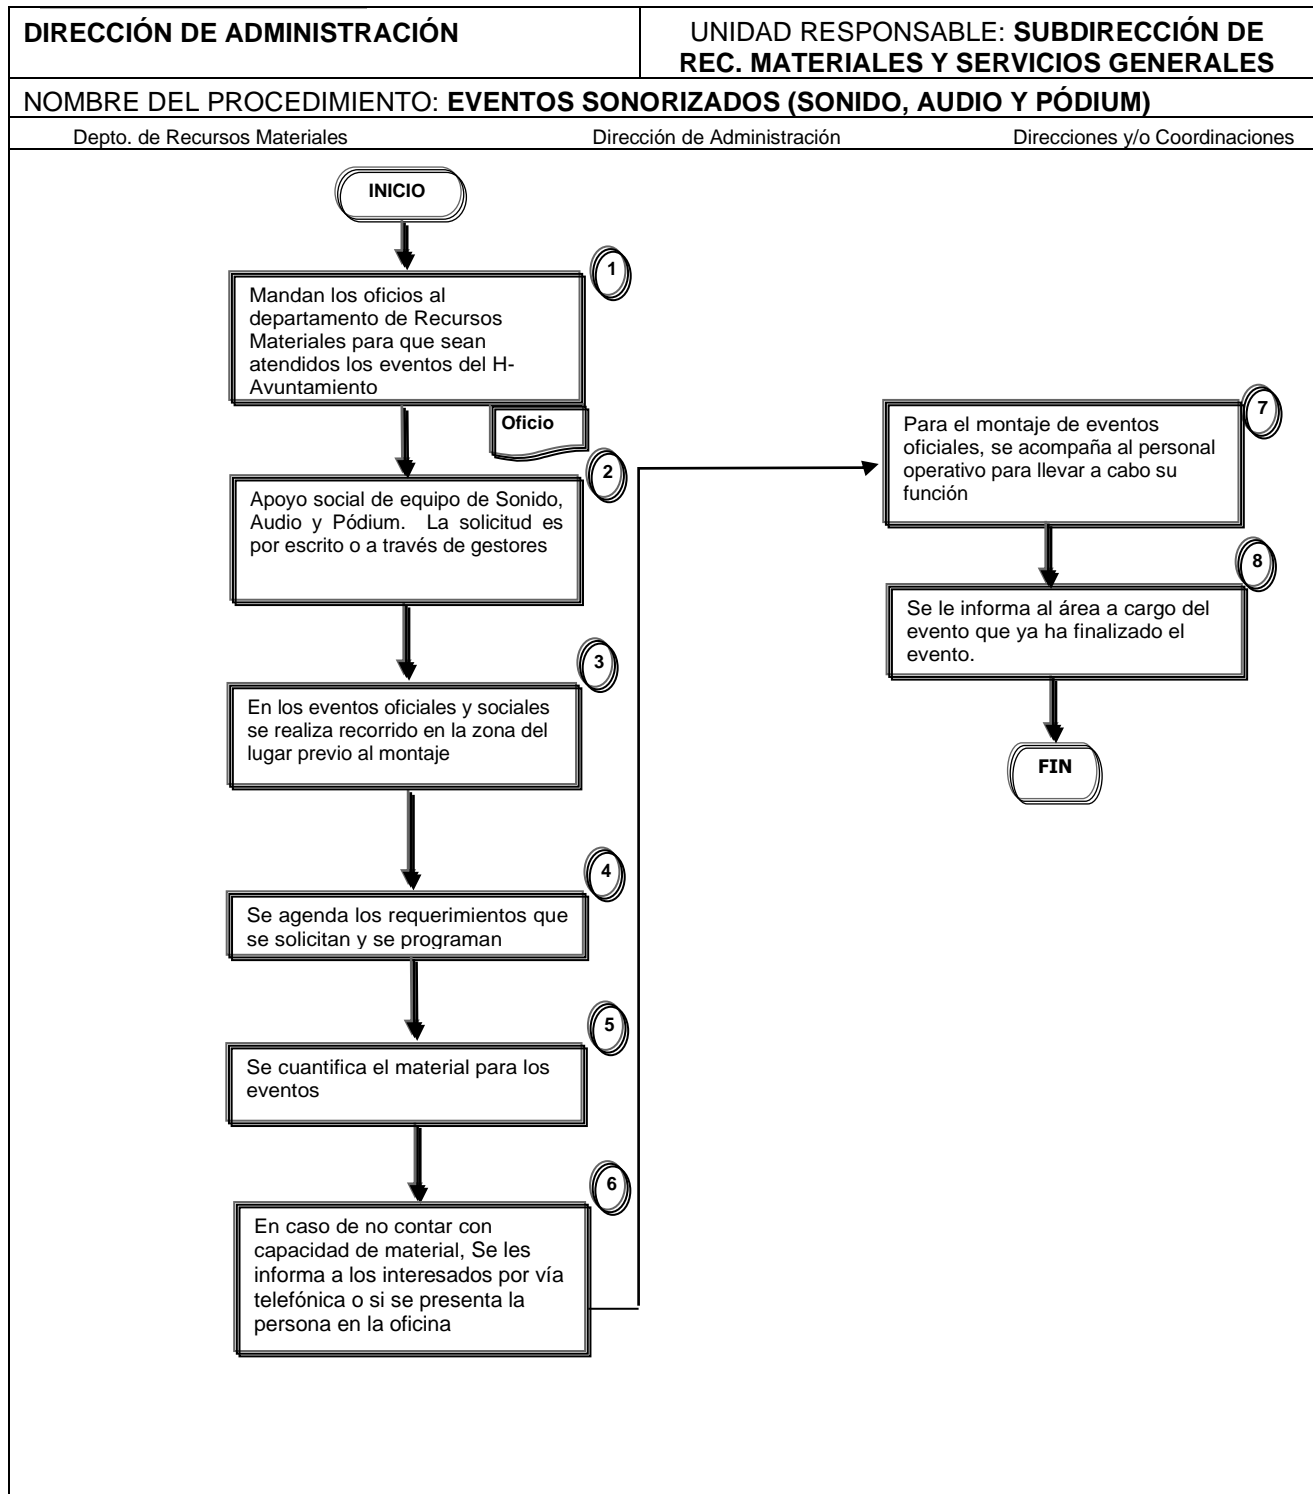 DIRECCIÓN DE ADMINISTRACIÓN
UNIDAD RESPONSABLE: SUBDIRECCIÓN DE
REC. MATERIALES Y SERVICIOS GENERALES
NOMBRE DEL PROCEDIMIENTO: EVENTOS SONORIZADOS (SONIDO, AUDIO Y PÓDIUM)
Depto. de Recursos Materiales
Dirección de Administración
Direcciones y/o Coordinaciones
INICIO
1
Mandan los oficios al
departamento de Recursos
Materiales para que sean
atendidos los eventos del H-
Ayuntamiento
Oficio
2
Apoyo social de equipo de Sonido,
Audio y Pódium. La solicitud es
por escrito o a través de gestores
3
En los eventos oficiales y sociales
se realiza recorrido en la zona del
lugar previo al montaje
4
Se agenda los requerimientos que
se solicitan y se programan
5
Se cuantifica el material para los
eventos
6
En caso de no contar con
capacidad de material, Se les
informa a los interesados por vía
telefónica o si se presenta la
persona en la oficina
7
Para el montaje de eventos
oficiales, se acompaña al personal
operativo para llevar a cabo su
función
8
Se le informa al área a cargo del
evento que ya ha finalizado el
evento.
FIN